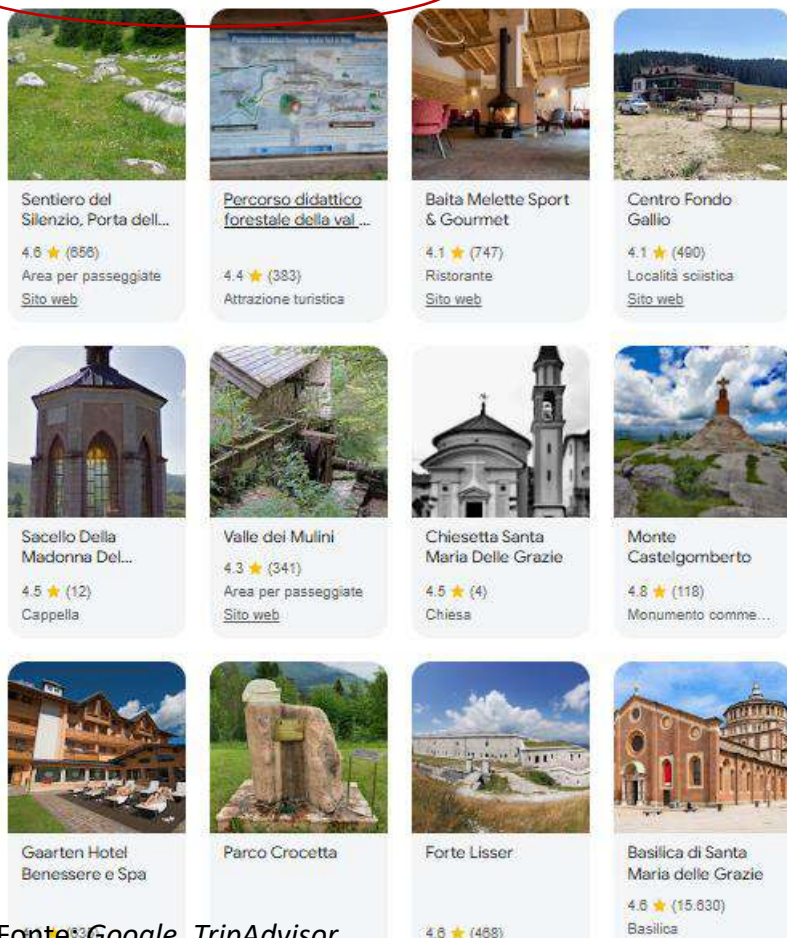 Sentiero del
Silenzio, Porta dell...
4.6 ★ (656)
Area per passeggiate
Sito web
Percorso didattico
forestale della val ...
4.4 ★ (383)
Attrazione turistica
Baita Melette Sport
& Gourmet
4.1 ★ (747)
Ristorante
Sito web
Centro Fondo
Gallio
4.1 ★ (490)
Località sciistica
Sito web
Sacello Della
Madonna Del...
4.5 ★ (12)
Cappella
Valle dei Mulini
4.3 ★ (341)
Area per passeggiate
Sito web
Chiesetta Santa
Maria Delle Grazie
4.5 ★ (4)
Chiesa
Monte
Castelgomberto
4.8 ★ (118)
Monumento comme...
Gaarten Hotel
Benessere e Spa
Parco Crocetta
Forte Lisser
4.6 ★ (468)
Basilica di Santa
Maria delle Grazie
4.6 ★ (15.630)
Basilica
Fonte: Google, TripAdvisor